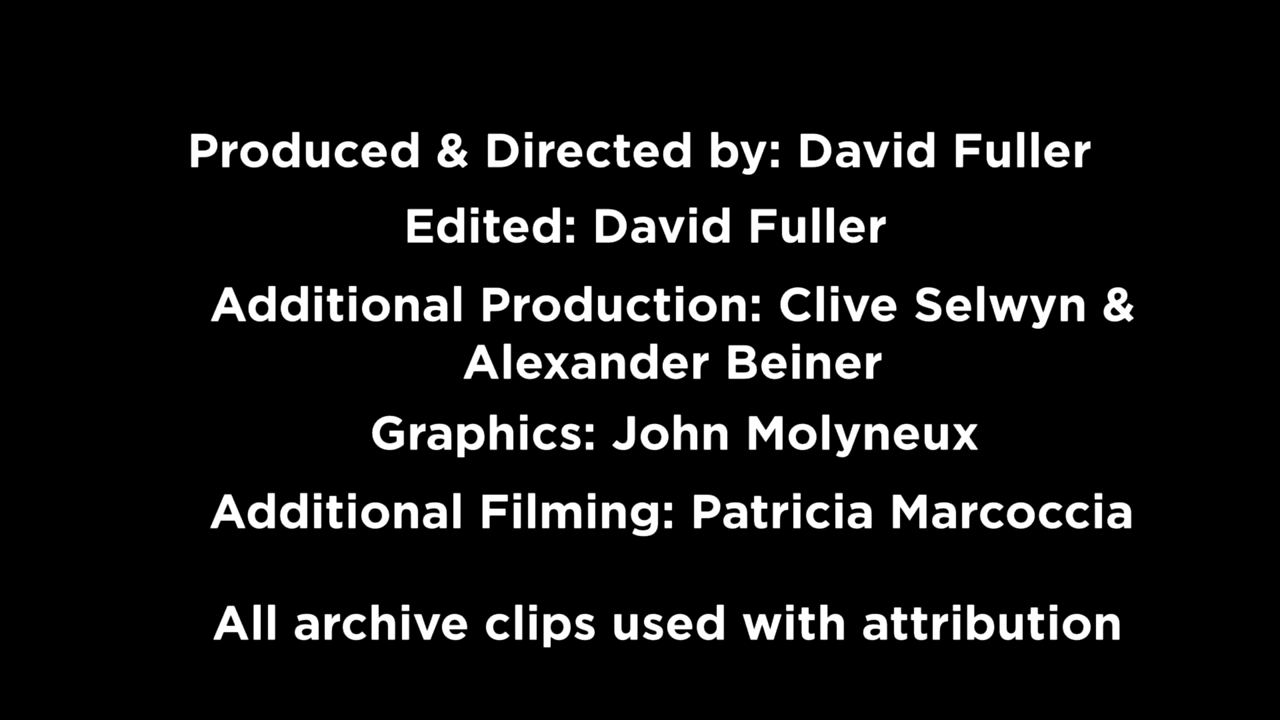 Produced & Directed by: David Fuller
Edited: David Fuller
Additional Production: Clive Selwyn &
Alexander Beiner
Graphics: John Molyneux
Additional Filming: Patricia Marcoccia
All archive clips used with attribution